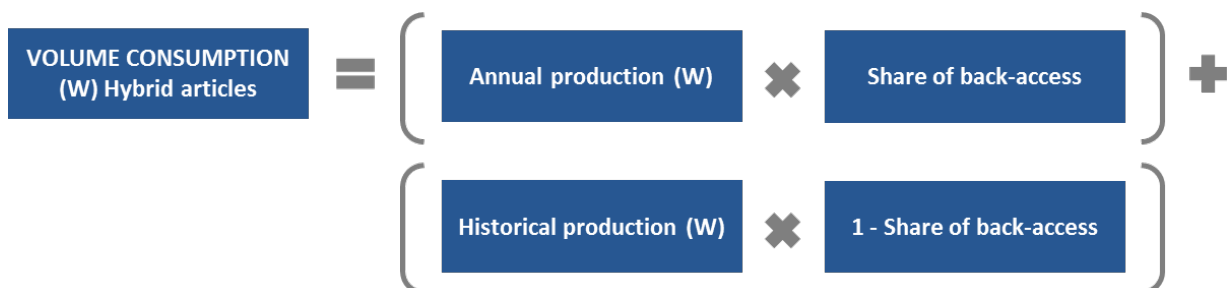 VOLUME CONSUMPTION
(W) Hybrid articles
=
(
Annual production (W)
×
Share of back-access
)
+
(
Historical production (W)
×
1 - Share of back-access
)